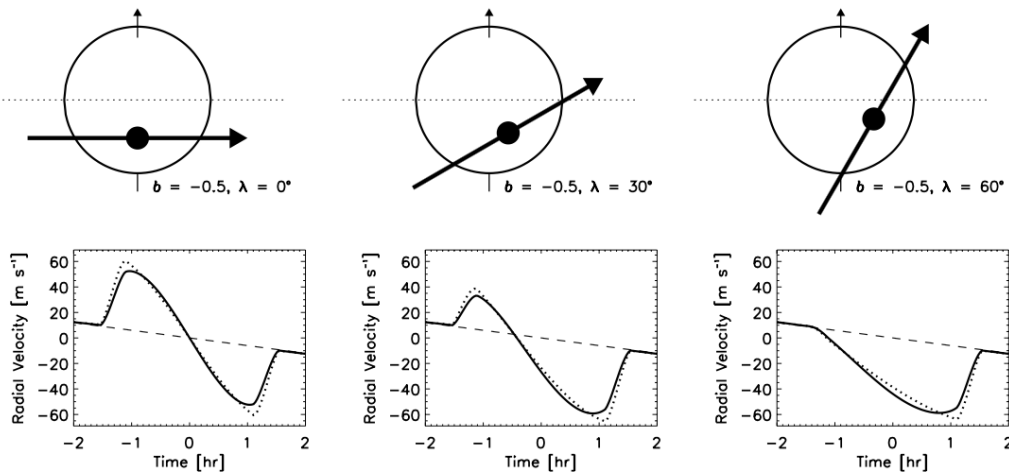 b = −0.5, λ = 0° b = −0.5, λ = 30° b = −0.5, λ = 60°
Radial Velocity [m s⁻¹]
60
40
20
0
−20
−40
−60
−2 −1 0 1 2
Time [hr]
Radial Velocity [m s⁻¹]
60
40
20
0
−20
−40
−60
−2 −1 0 1 2
Time [hr]
Radial Velocity [m s⁻¹]
60
40
20
0
−20
−40
−60
−2 −1 0 1 2
Time [hr]